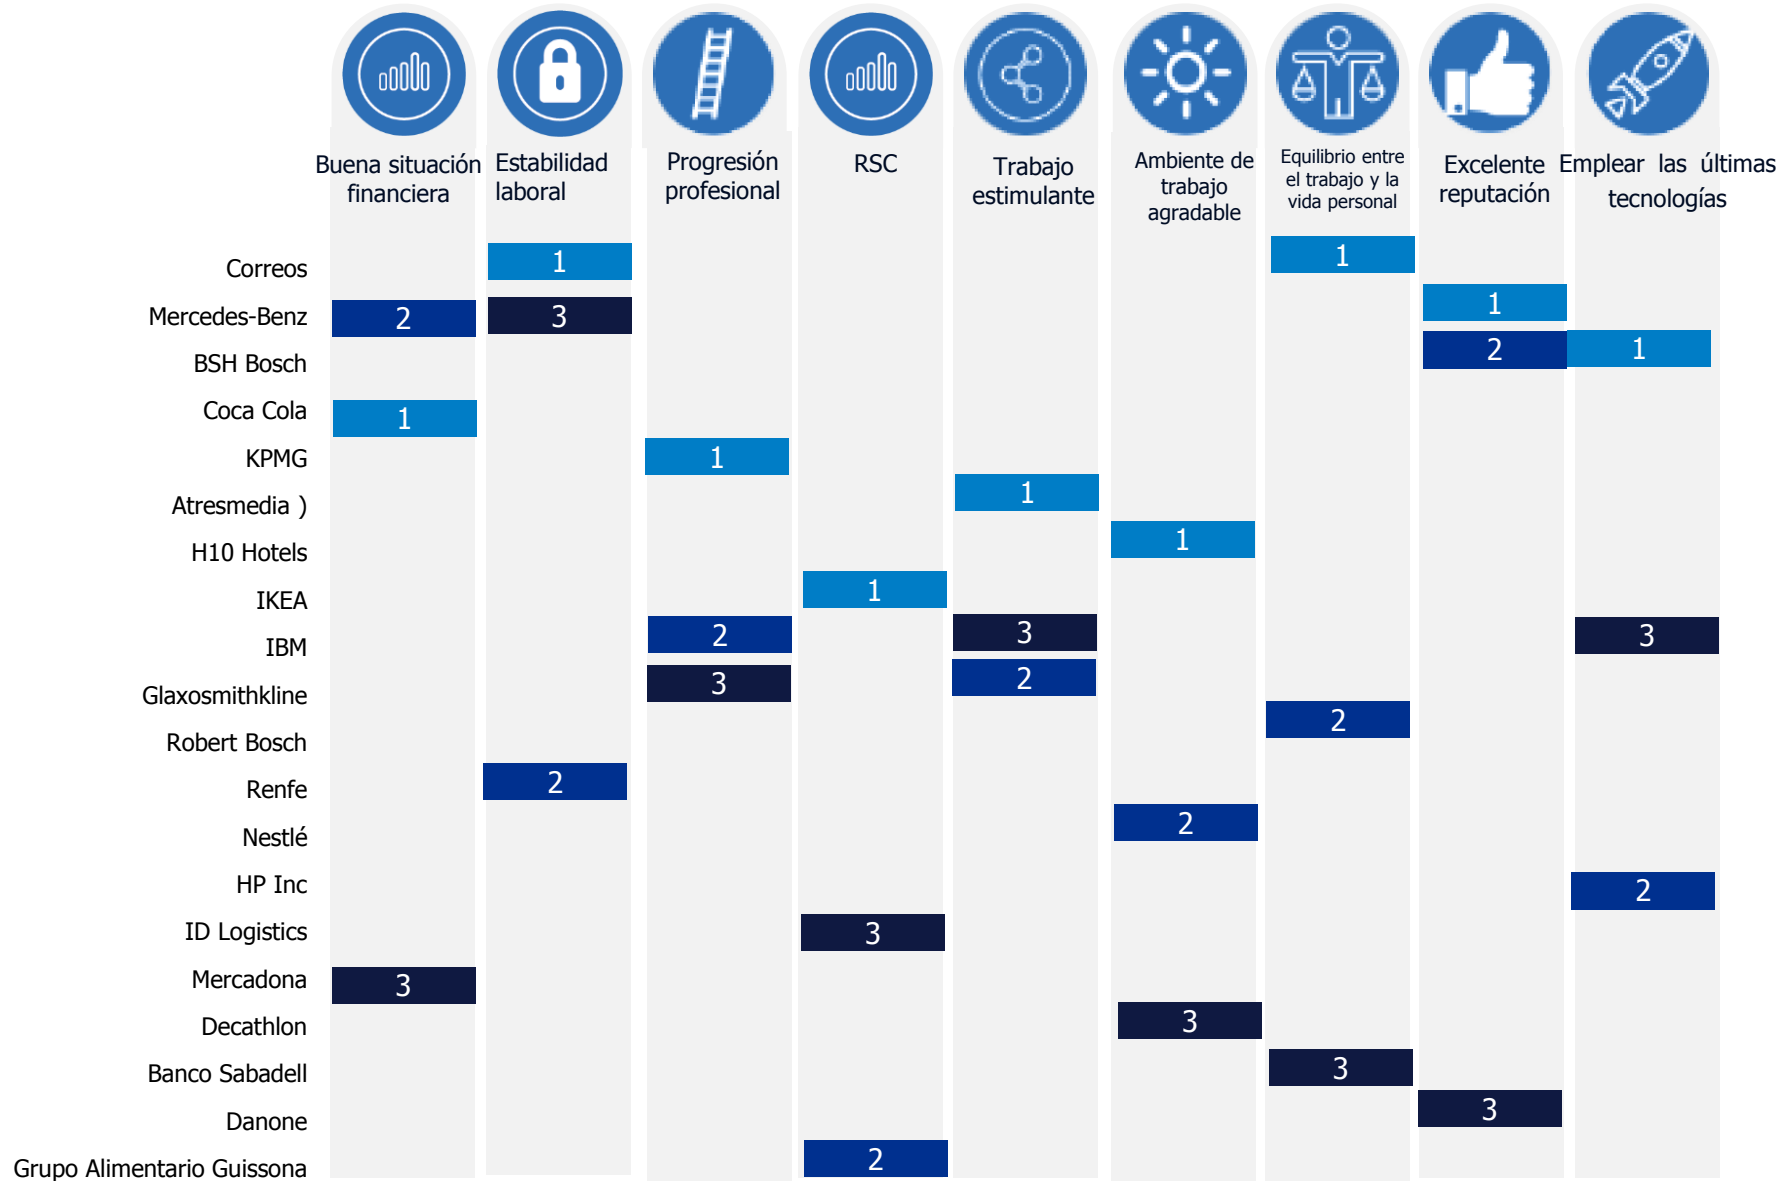 Buena situación
financiera
Estabilidad
laboral
Progresión
profesional
RSC
Trabajo
estimulante
Ambiente de
trabajo
agradable
Equilibrio entre
el trabajo y la
vida personal
Excelente
reputación
Emplear las últimas
tecnologías
Correos 1 1
Mercedes-Benz 2 3 1
BSH Bosch 2 1
Coca Cola 1
KPMG 1
Atresmedia ) 1
H10 Hotels 1
IKEA 1
IBM 2 3 3
Glaxosmithkline 3 2
Robert Bosch 2
Renfe 2
Nestlé 2
HP Inc 2
ID Logistics 3
Mercadona 3
Decathlon 3
Banco Sabadell 3
Danone 3
Grupo Alimentario Guissona 2